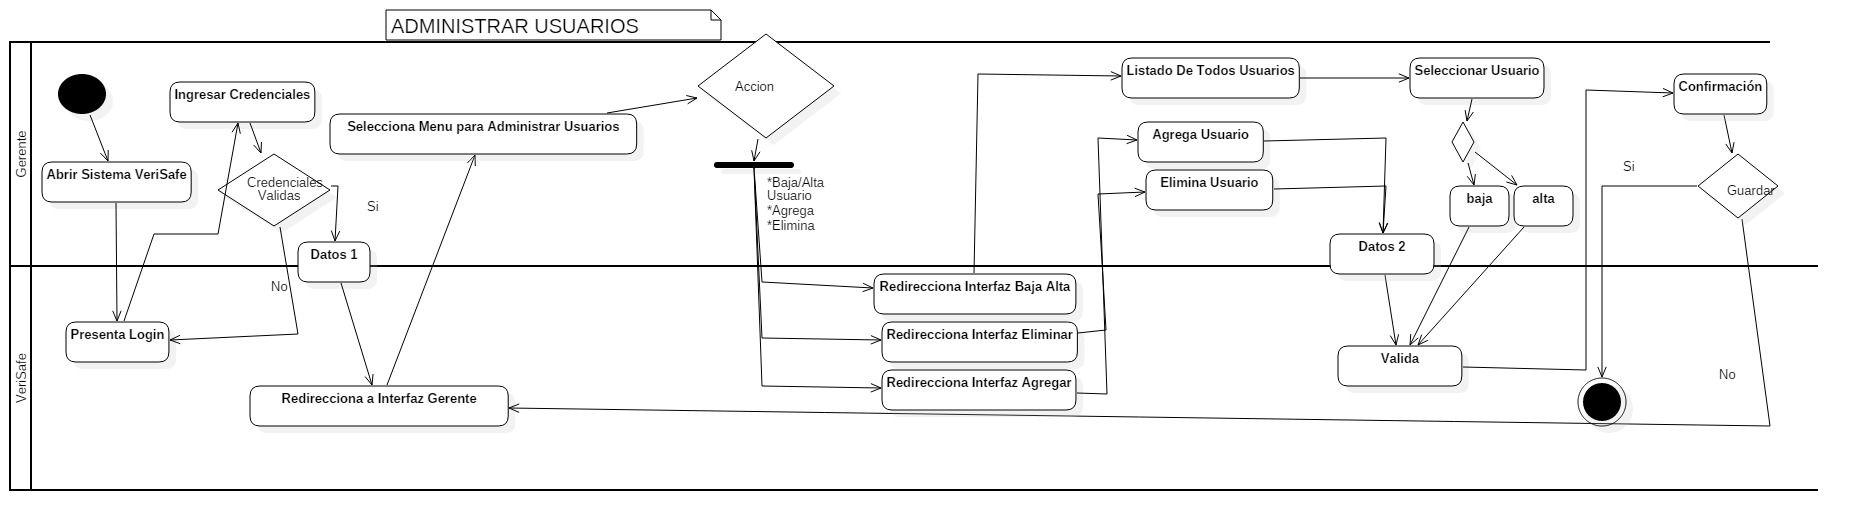 ADMINISTRAR USUARIOS
Gerente
VeriSafe
Abrir Sistema VeriSafe
Presenta Login
Ingresar Credenciales
Credenciales
Validas
Si
No
Datos 1
Redirecciona a Interfaz Gerente
Selecciona Menu para Administrar Usuarios
Accion
*Baja/Alta
Usuario
*Agrega
*Elimina
Redirecciona Interfaz Baja Alta
Redirecciona Interfaz Eliminar
Redirecciona Interfaz Agregar
Listado De Todos Usuarios
Agrega Usuario
Elimina Usuario
Seleccionar Usuario
baja
alta
Datos 2
Valida
Confirmación
Guardar
Si
No